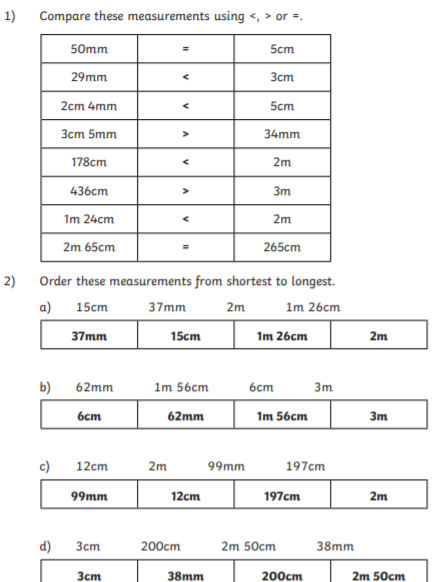 1) Compare these measurements using <, > or =.
50mm = 5cm
29mm < 3cm
2cm 4mm < 5cm
3cm 5mm > 34mm
178cm < 2m
436cm > 3m
1m 24cm < 2m
2m 65cm = 265cm
2) Order these measurements from shortest to longest.
a) 15cm 37mm 2m 1m 26cm
37mm 15cm 1m 26cm 2m
b) 62mm 1m 56cm 6cm 3m
6cm 62mm 1m 56cm 3m
c) 12cm 2m 99mm 197cm
99mm 12cm 197cm 2m
d) 3cm 200cm 2m 50cm 38mm
3cm 38mm 200cm 2m 50cm